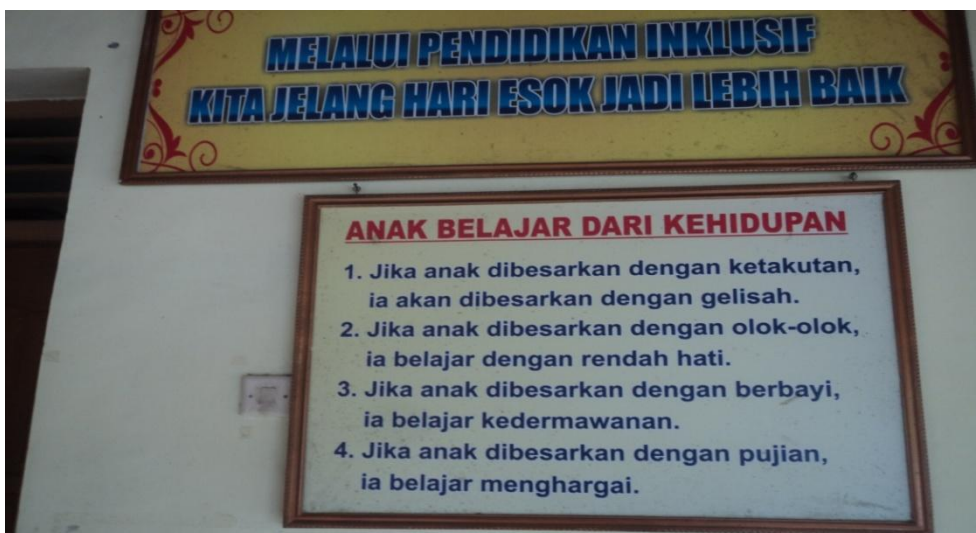 MELALUI PENDIDIKAN INKLUSIF
KITA JELANG HARI ESOK JADI LEBIH BAIK
ANAK BELAJAR DARI KEHIDUPAN
1. Jika anak dibesarkan dengan ketakutan,
ia akan dibesarkan dengan gelisah.
2. Jika anak dibesarkan dengan olok-olok,
ia belajar dengan rendah hati.
3. Jika anak dibesarkan dengan berbayi,
ia belajar kedermawanan.
4. Jika anak dibesarkan dengan pujian,
ia belajar menghargai.